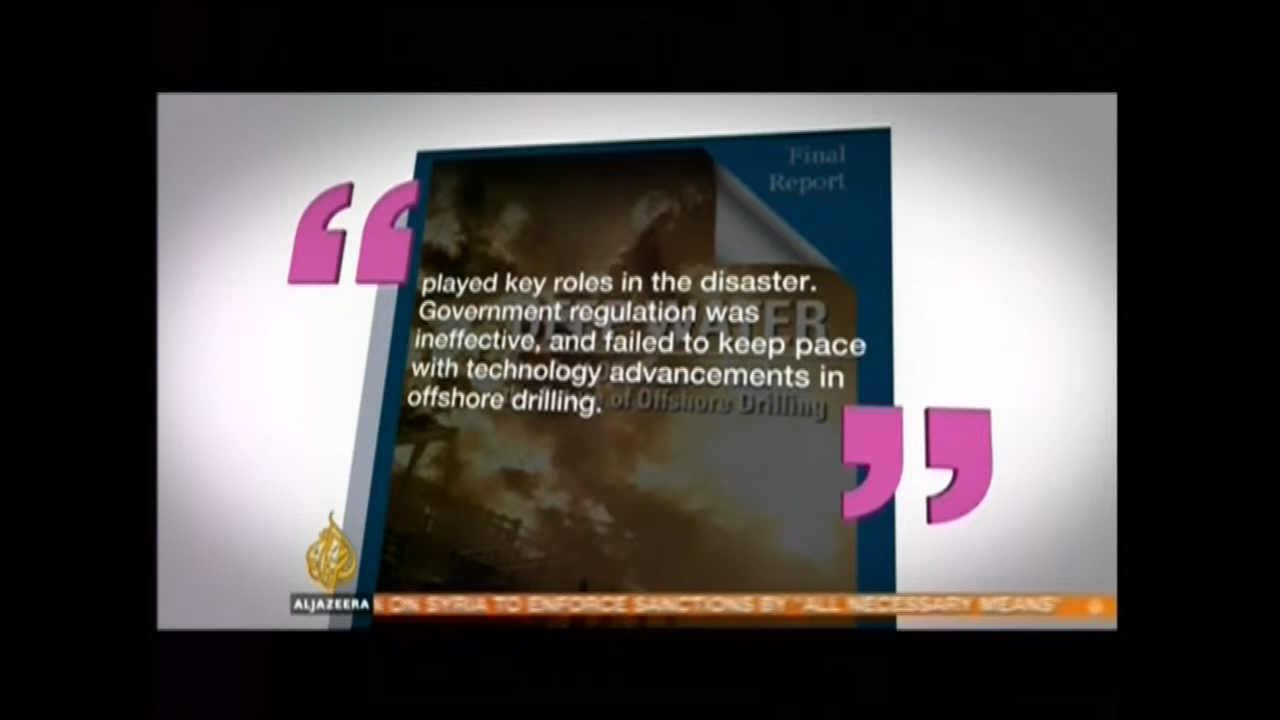 Final
Report
played key roles in the disaster.
Government regulation was
ineffective, and failed to keep pace
with technology advancements in
offshore drilling.
WATER
of Offshore Drilling
ALJAZEERA
ON SYRIA TO ENFORCE SANCTIONS BY "ALL NECESSARY MEANS"